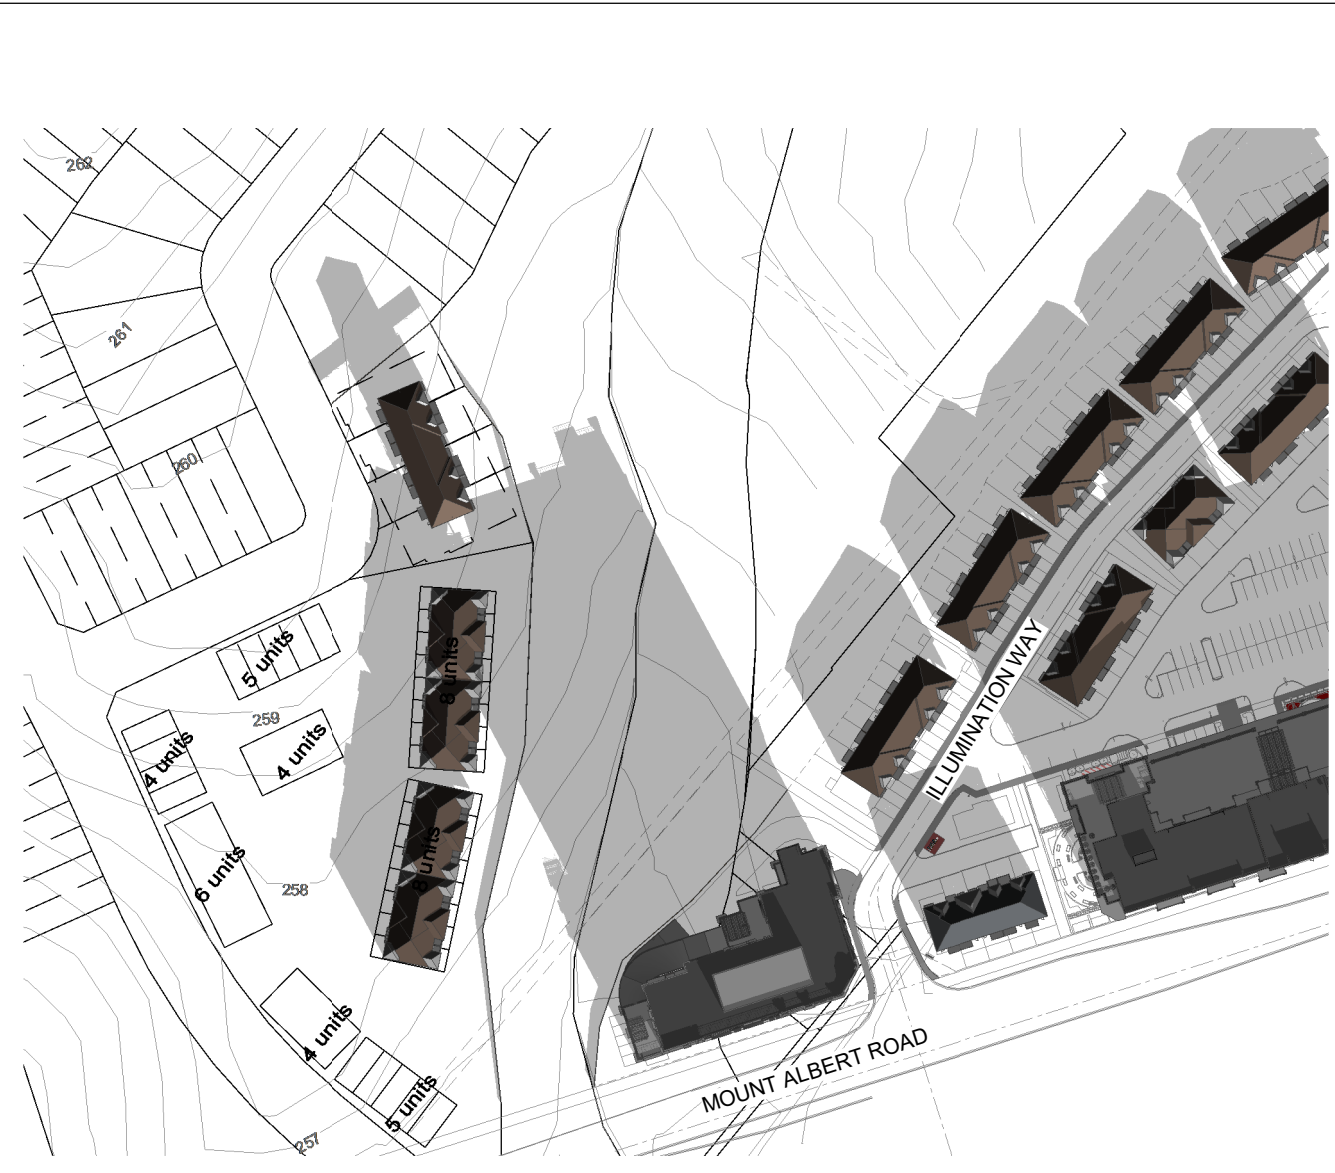 262
261
260
5 units
8 units
259
4 units
4 units
ILLUMINATION WAY
8 units
6 units
258
4 units
MOUNT ALBERT ROAD
5 units
257